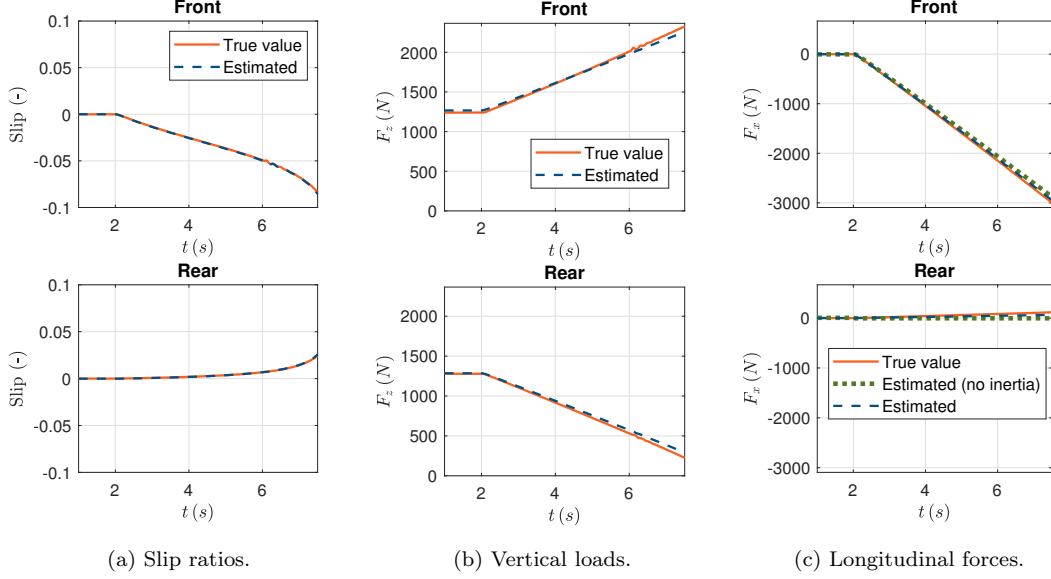 Front
0.1
0.05
0
-0.05
-0.1
Slip (-)
True value
Estimated
2 4 6
t (s)
Rear
0.1
0.05
0
-0.05
-0.1
Slip (-)
2 4 6
t (s)
(a) Slip ratios.
Front
2000
1500
1000
500
0
F_z (N)
True value
Estimated
2 4 6
t (s)
Rear
2000
1500
1000
500
0
F_z (N)
2 4 6
t (s)
(b) Vertical loads.
Front
0
-1000
-2000
-3000
F_x (N)
2 4 6
t (s)
Rear
0
-1000
-2000
-3000
F_x (N)
True value
Estimated (no inertia)
Estimated
2 4 6
t (s)
(c) Longitudinal forces.